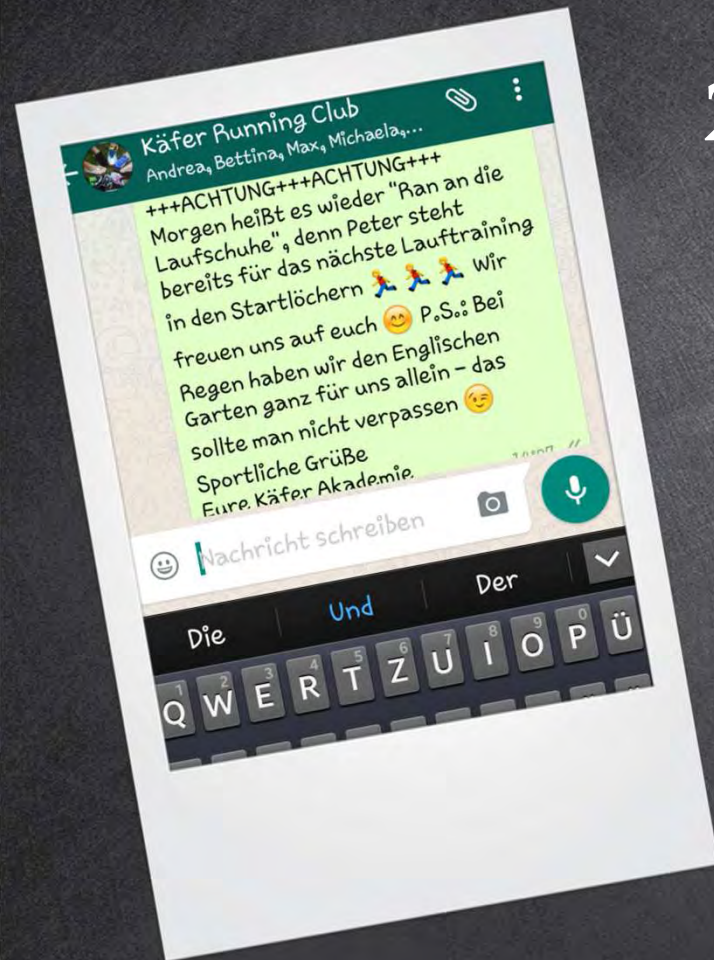 Käfer Running Club
Andrea, Bettina, Max, Michaela,...
+++ACHTUNG+++ACHTUNG+++
Morgen heißt es wieder "Ran an die
Laufschuhe", denn Peter steht
bereits für das nächste Lauftraining
in den Startlöchern 🏃 🏃 🏃 Wir
freuen uns auf euch 😊 P.S.: Bei
Regen haben wir den Englischen
Garten ganz für uns allein – das
sollte man nicht verpassen 😉
Sportliche Grüße
Eure Käfer Akademie
Nachricht schreiben
Die Und Der
1 2 3 4 5 6 7 8 9 0
Q W E R T Z U I O P Ü